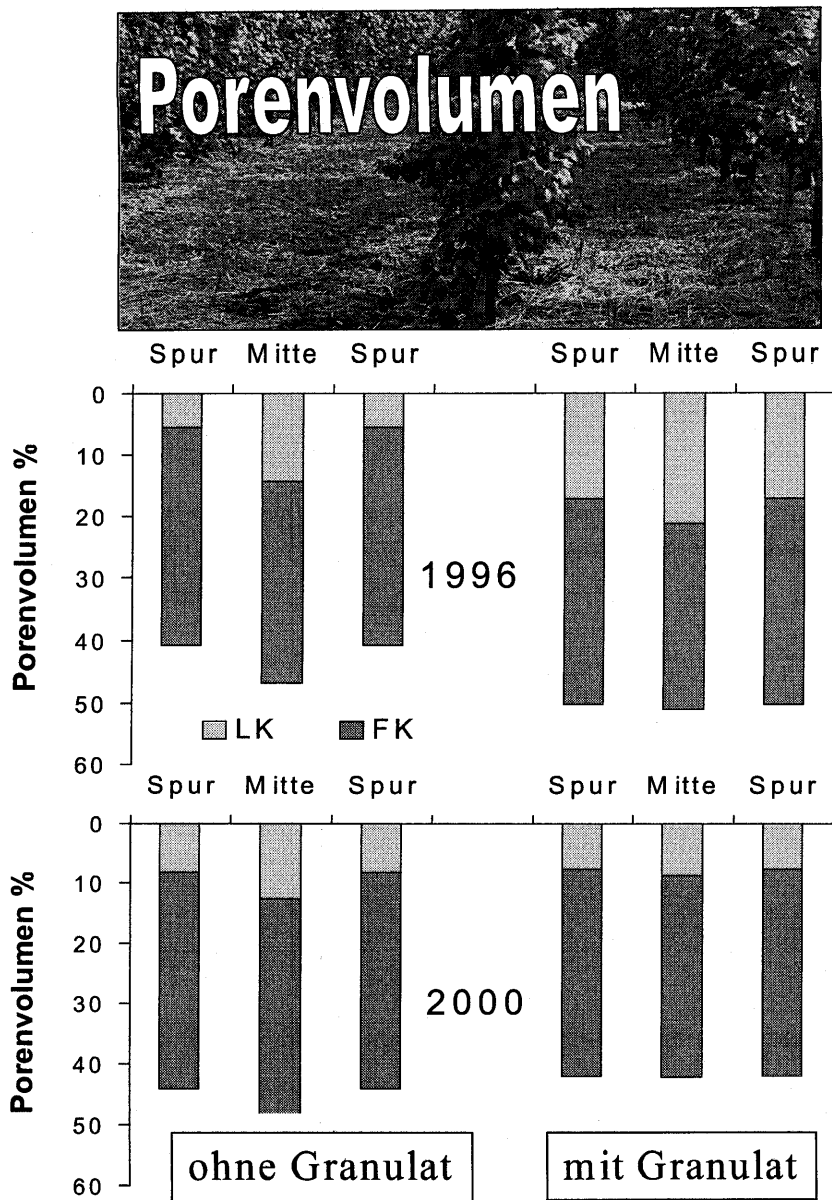 Porenvolumen
Spur Mitte Spur Spur Mitte Spur
Porenvolumen %
0
10
20
30
40
50
60
1996
LK FK
Spur Mitte Spur Spur Mitte Spur
Porenvolumen %
0
10
20
30
40
50
60
2000
ohne Granulat mit Granulat